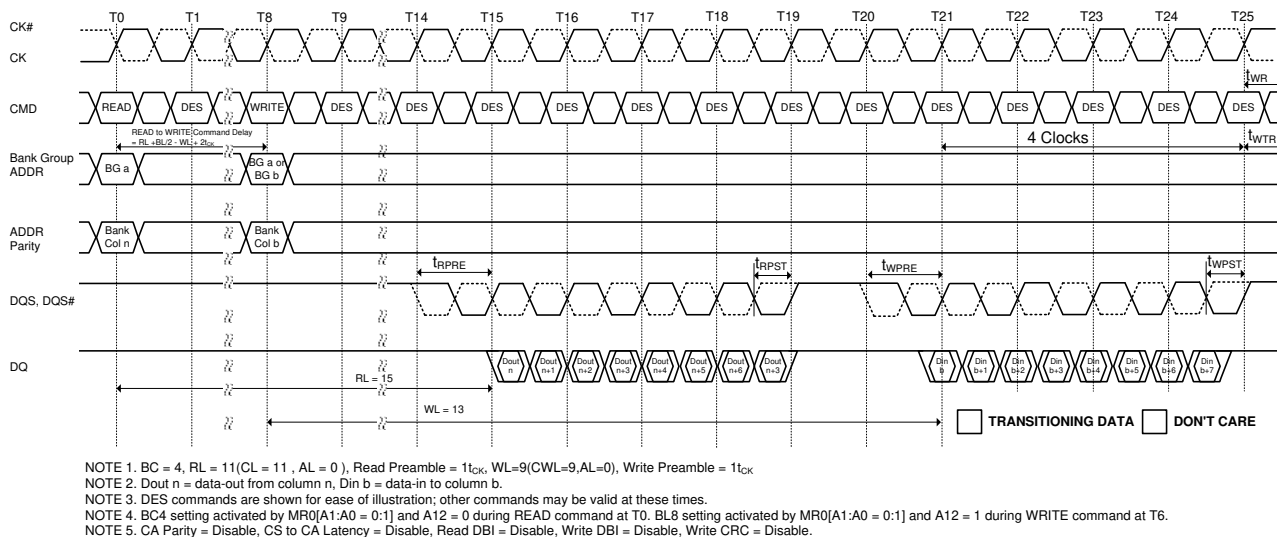 T0 T1 T8 T9 T14 T15 T16 T17 T18 T19 T20 T21 T22 T23 T24 T25
CK#
CK
tWR
CMD READ DES WRITE DES DES DES DES DES DES DES DES DES DES DES DES DES
READ to WRITE Command Delay
= RL +BL/2 - WL + 2tCK
4 Clocks
tWTR
Bank Group
ADDR
BG a
BG a or
BG b
ADDR
Parity
Bank
Col n
Bank
Col b
tRPRE tRPST tWPRE tWPST
DQS, DQS#
DQ
Dout
n
Dout
n+1
Dout
n+2
Dout
n+3
Dout
n+4
Dout
n+5
Dout
n+6
Dout
n+3
Din
b
Din
b+1
Din
b+2
Din
b+3
Din
b+4
Din
b+5
Din
b+6
Din
b+7
RL = 15
WL = 13
TRANSITIONING DATA DON'T CARE
NOTE 1. BC = 4, RL = 11(CL = 11 , AL = 0 ), Read Preamble = 1tCK, WL=9(CWL=9,AL=0), Write Preamble = 1tCK
NOTE 2. Dout n = data-out from column n, Din b = data-in to column b.
NOTE 3. DES commands are shown for ease of illustration; other commands may be valid at these times.
NOTE 4. BC4 setting activated by MR0[A1:A0 = 0:1] and A12 = 0 during READ command at T0. BL8 setting activated by MR0[A1:A0 = 0:1] and A12 = 1 during WRITE command at T6.
NOTE 5. CA Parity = Disable, CS to CA Latency = Disable, Read DBI = Disable, Write DBI = Disable, Write CRC = Disable.